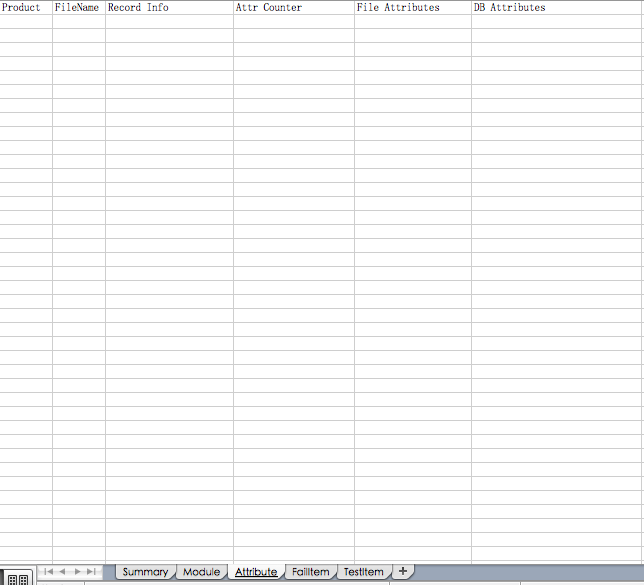 Product FileName Record Info Attr Counter File Attributes DB Attributes
Summary Module Attribute FailItem TestItem +